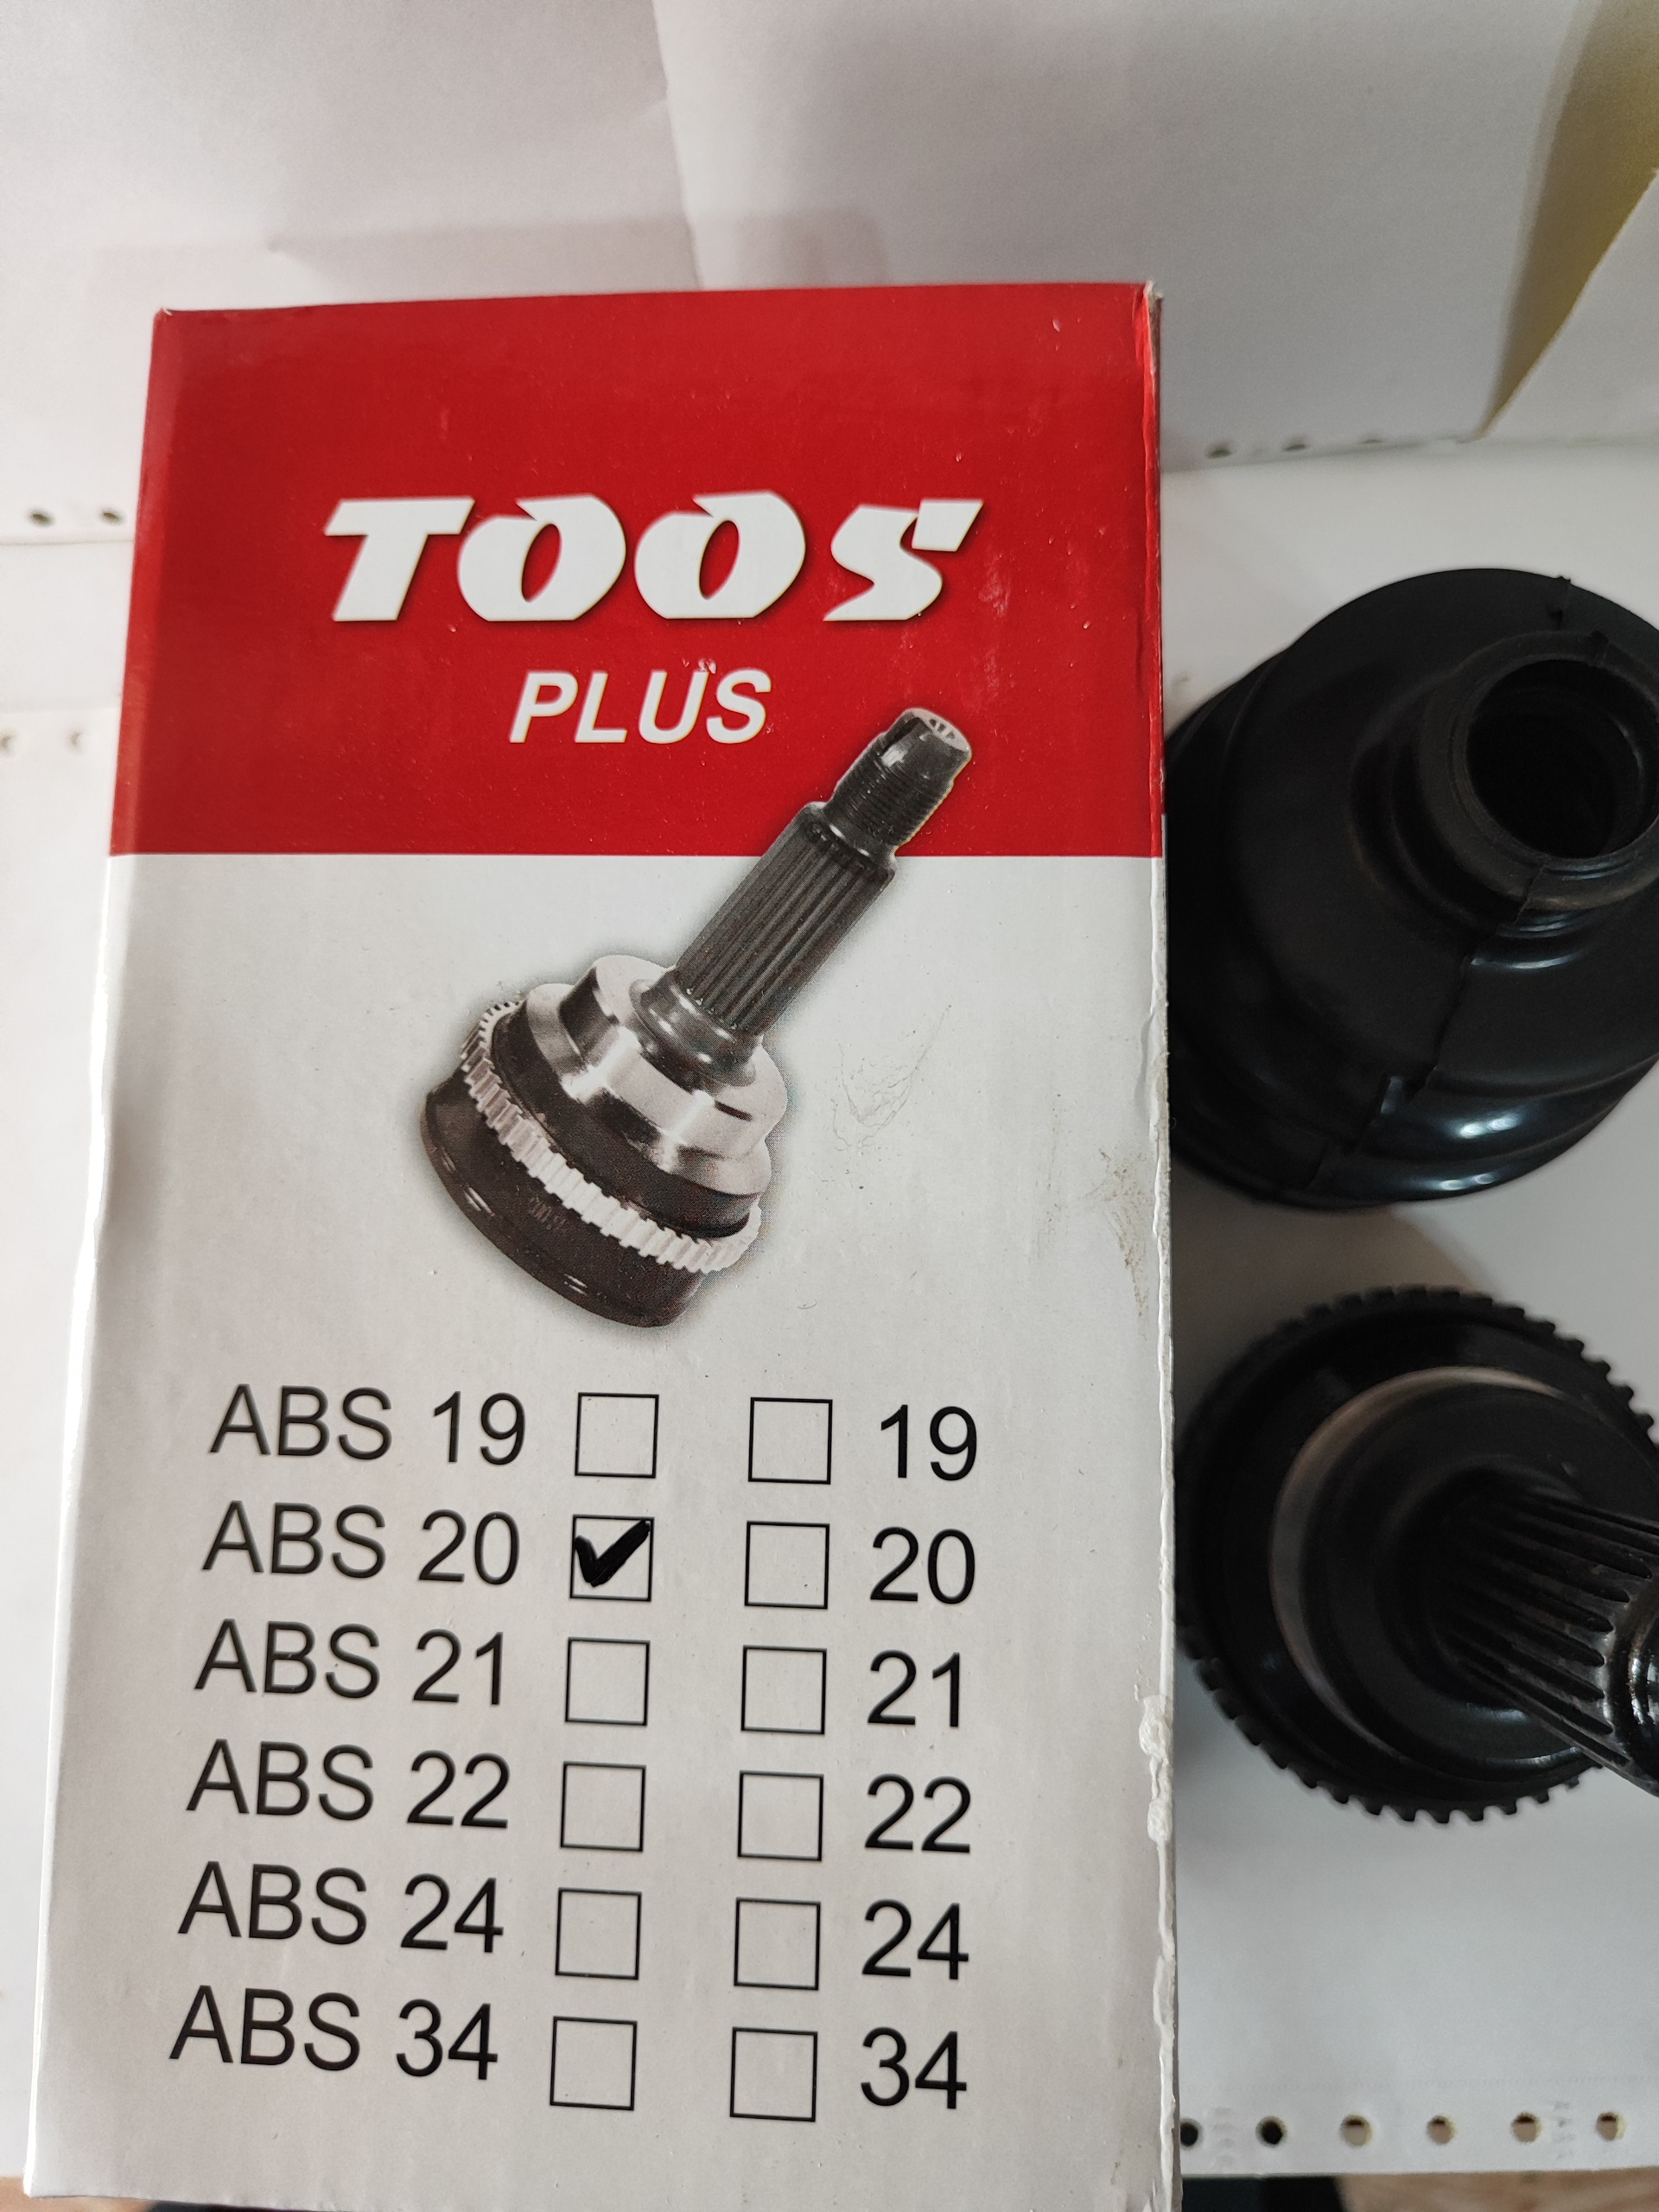 TOOS
PLUS
ABS 19 19
ABS 20 ✔ 20
ABS 21 21
ABS 22 22
ABS 24 24
ABS 34 34